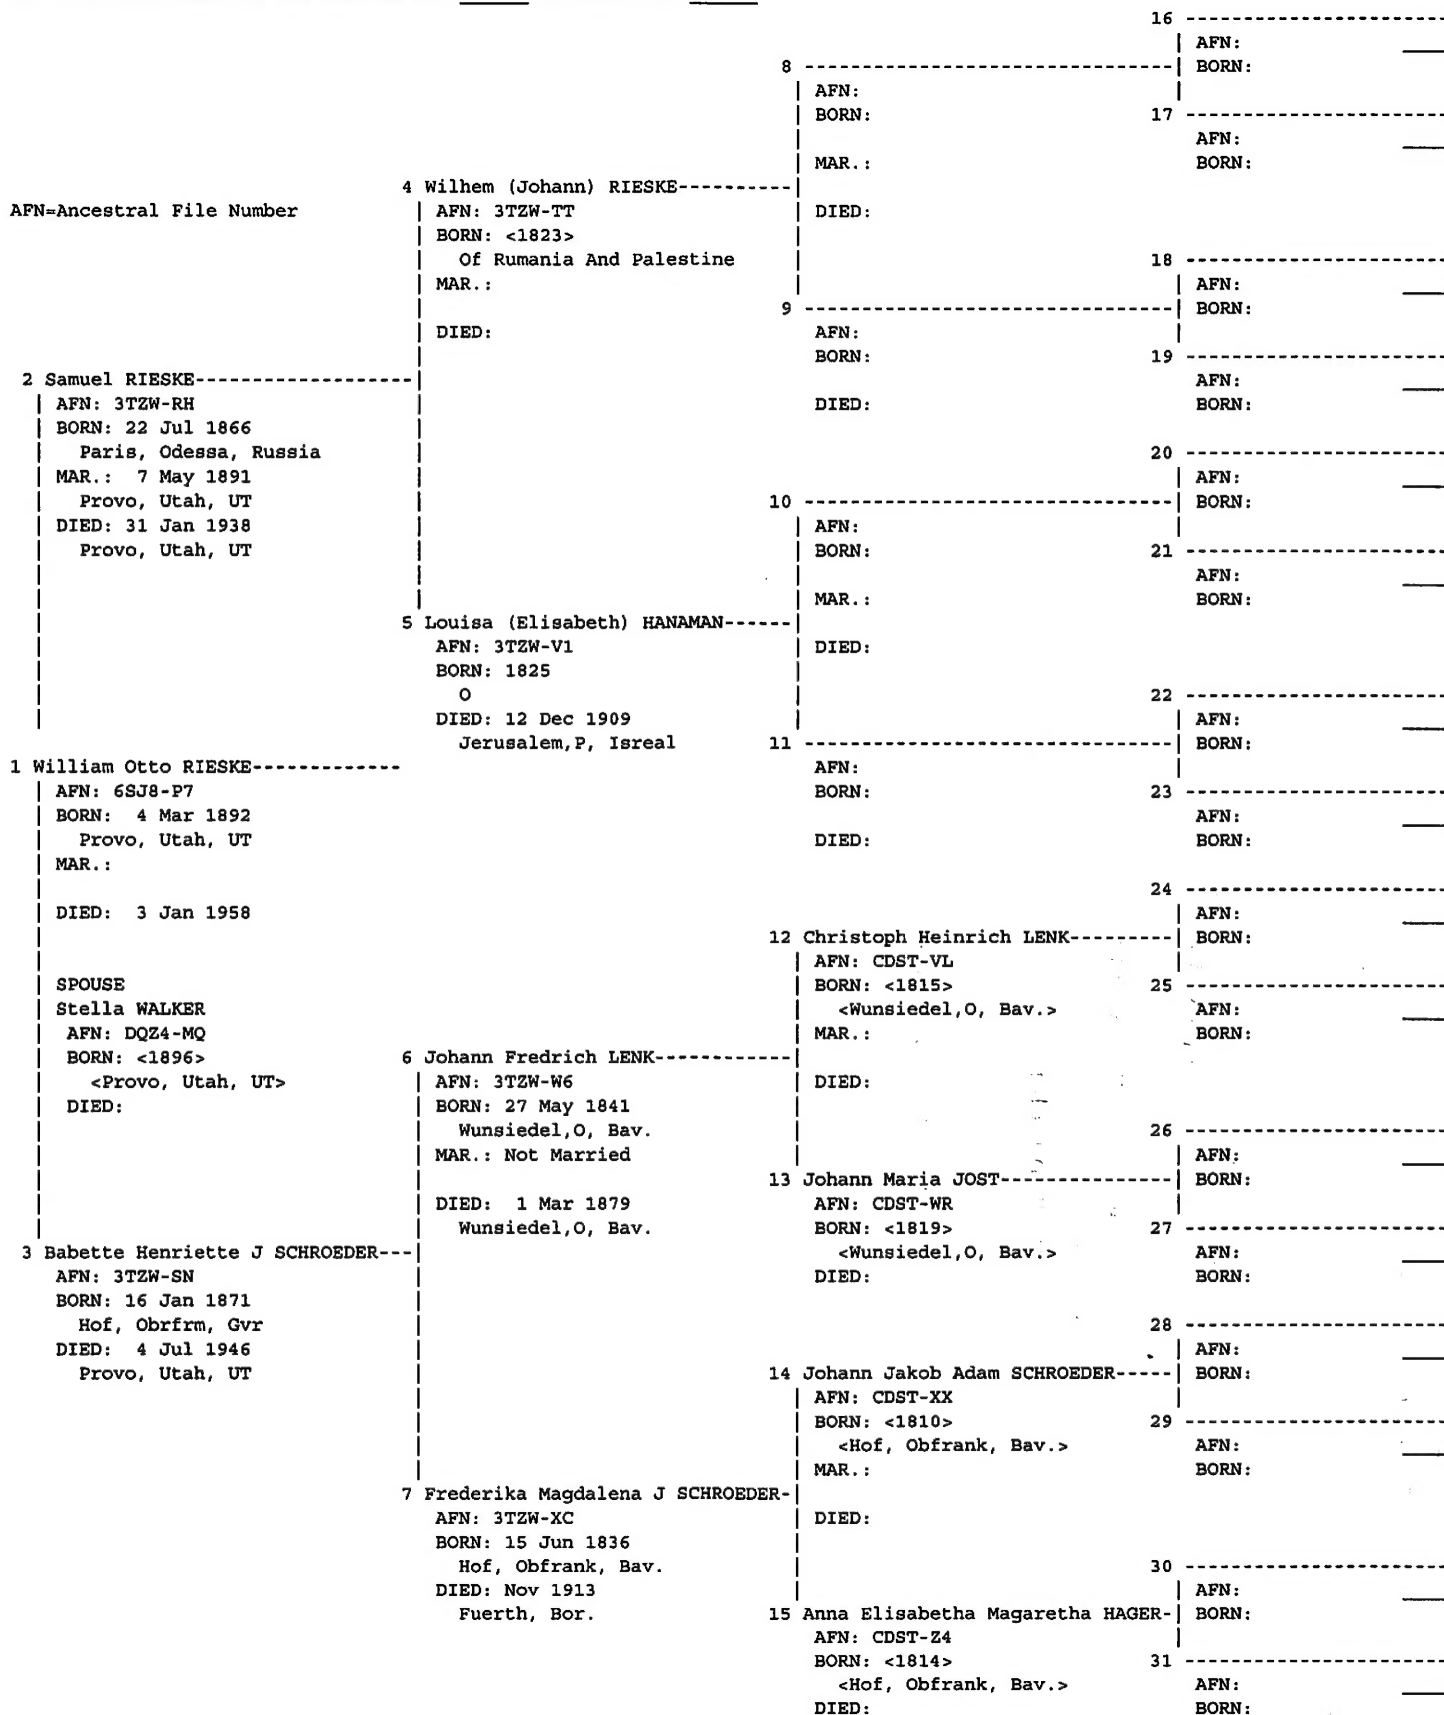 AFN=Ancestral File Number
1 William Otto RIESKE-------------
AFN: 6SJ8-P7
BORN: 4 Mar 1892
Provo, Utah, UT
MAR.:
DIED: 3 Jan 1958
SPOUSE
Stella WALKER
AFN: DQZ4-MQ
BORN: <1896>
<Provo, Utah, UT>
DIED:
2 Samuel RIESKE-------------------
AFN: 3TZW-RH
BORN: 22 Jul 1866
Paris, Odessa, Russia
MAR.: 7 May 1891
Provo, Utah, UT
DIED: 31 Jan 1938
Provo, Utah, UT
3 Babette Henriette J SCHROEDER---
AFN: 3TZW-SN
BORN: 16 Jan 1871
Hof, Obrfrm, Gvr
DIED: 4 Jul 1946
Provo, Utah, UT
4 Wilhem (Johann) RIESKE----------
AFN: 3TZW-TT
BORN: <1823>
Of Rumania And Palestine
MAR.:
DIED:
5 Louisa (Elisabeth) HANAMAN------
AFN: 3TZW-V1
BORN: 1825
O
DIED: 12 Dec 1909
Jerusalem,P, Isreal
6 Johann Fredrich LENK------------
AFN: 3TZW-W6
BORN: 27 May 1841
Wunsiedel,O, Bav.
MAR.: Not Married
DIED: 1 Mar 1879
Wunsiedel,O, Bav.
7 Frederika Magdalena J SCHROEDER-
AFN: 3TZW-XC
BORN: 15 Jun 1836
Hof, Obfrank, Bav.
DIED: Nov 1913
Fuerth, Bor.
8 -------------------------------
AFN:
BORN:
MAR.:
DIED:
9 -------------------------------
AFN:
BORN:
DIED:
10 -------------------------------
AFN:
BORN:
MAR.:
DIED:
11 -------------------------------
AFN:
BORN:
DIED:
12 Christoph Heinrich LENK---------
AFN: CDST-VL
BORN: <1815>
<Wunsiedel,O, Bav.>
MAR.:
DIED:
13 Johann Maria JOST---------------
AFN: CDST-WR
BORN: <1819>
<Wunsiedel,O, Bav.>
DIED:
14 Johann Jakob Adam SCHROEDER-----
AFN: CDST-XX
BORN: <1810>
<Hof, Obfrank, Bav.>
MAR.:
DIED:
15 Anna Elisabetha Magaretha HAGER-
AFN: CDST-Z4
BORN: <1814>
<Hof, Obfrank, Bav.>
DIED:
16 ----------------------
AFN:
BORN:
17 ----------------------
AFN:
BORN:
18 ----------------------
AFN:
BORN:
19 ----------------------
AFN:
BORN:
20 ----------------------
AFN:
BORN:
21 ----------------------
AFN:
BORN:
22 ----------------------
AFN:
BORN:
23 ----------------------
AFN:
BORN:
24 ----------------------
AFN:
BORN:
25 ----------------------
AFN:
BORN:
26 ----------------------
AFN:
BORN:
27 ----------------------
AFN:
BORN:
28 ----------------------
AFN:
BORN:
29 ----------------------
AFN:
BORN:
30 ----------------------
AFN:
BORN:
31 ----------------------
AFN:
BORN: